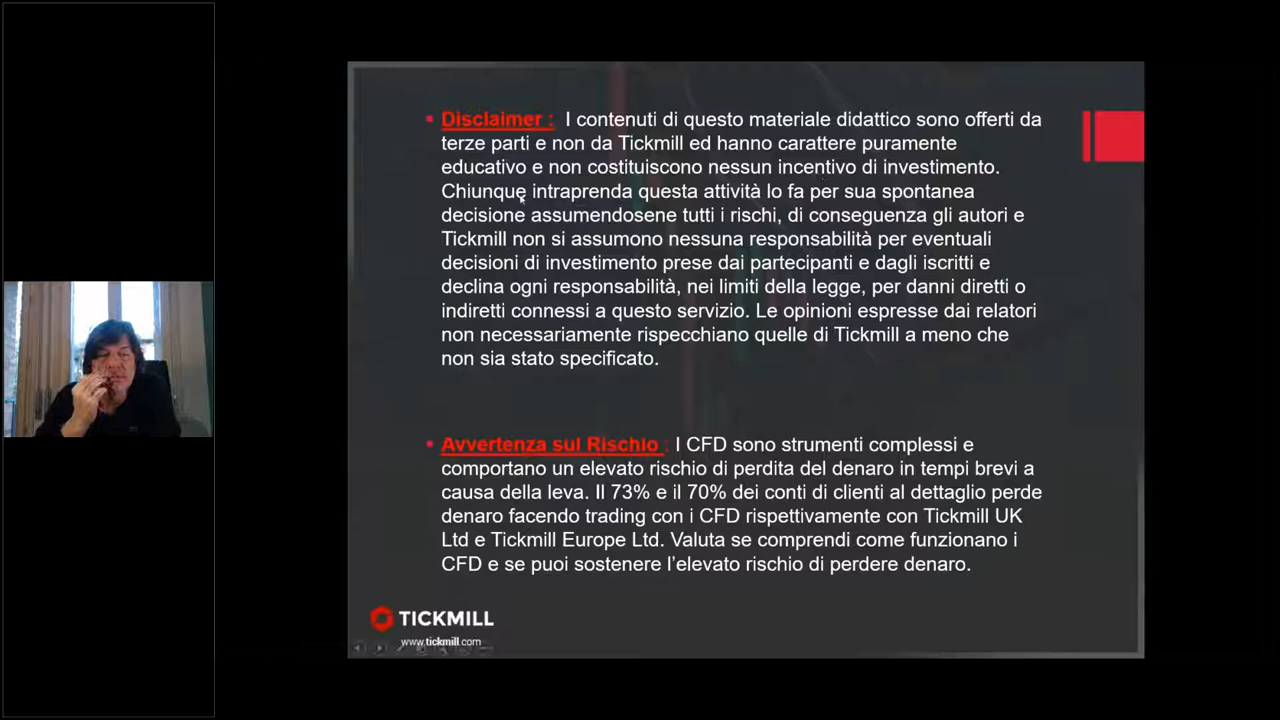 Disclaimer : I contenuti di questo materiale didattico sono offerti da
terze parti e non da Tickmill ed hanno carattere puramente
educativo e non costituiscono nessun incentivo di investimento.
Chiunque intraprenda questa attività lo fa per sua spontanea
decisione assumendosene tutti i rischi, di conseguenza gli autori e
Tickmill non si assumono nessuna responsabilità per eventuali
decisioni di investimento prese dai partecipanti e dagli iscritti e
declina ogni responsabilità, nei limiti della legge, per danni diretti o
indiretti connessi a questo servizio. Le opinioni espresse dai relatori
non necessariamente rispecchiano quelle di Tickmill a meno che
non sia stato specificato.
Avvertenza sul Rischio : I CFD sono strumenti complessi e
comportano un elevato rischio di perdita del denaro in tempi brevi a
causa della leva. Il 73% e il 70% dei conti di clienti al dettaglio perde
denaro facendo trading con i CFD rispettivamente con Tickmill UK
Ltd e Tickmill Europe Ltd. Valuta se comprendi come funzionano i
CFD e se puoi sostenere l'elevato rischio di perdere denaro.
TICKMILL
www.tickmill.com